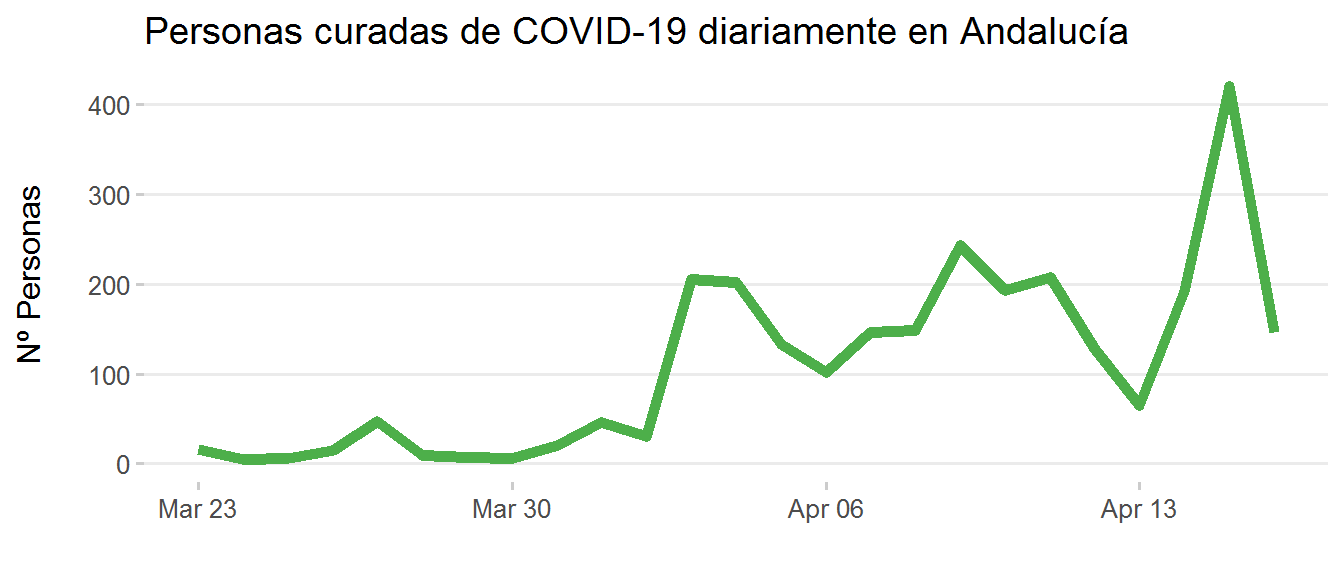 Personas curadas de COVID-19 diariamente en Andalucía
Nº Personas
400
300
200
100
0
Mar 23
Mar 30
Apr 06
Apr 13